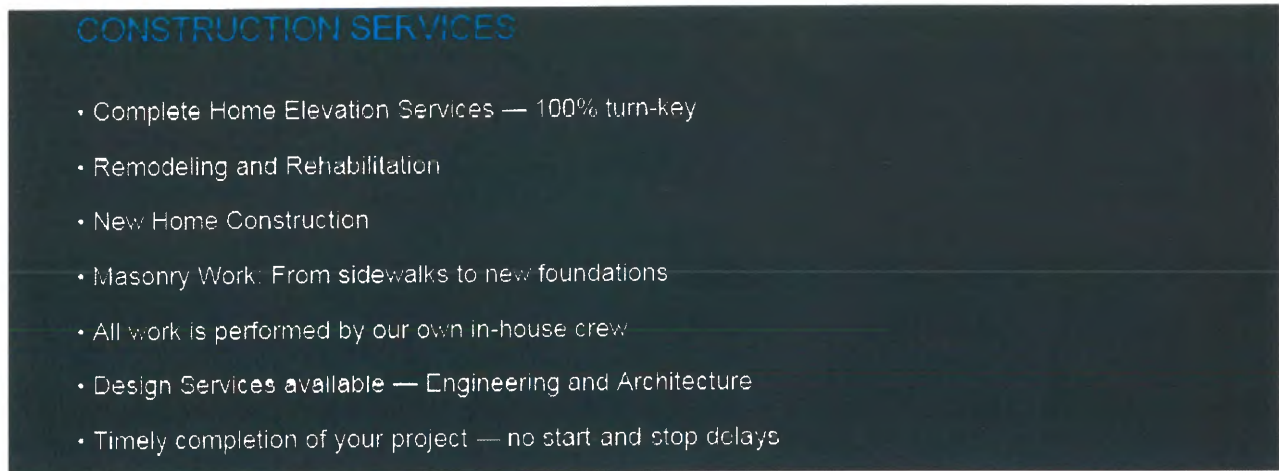 CONSTRUCTION SERVICES
• Complete Home Elevation Services — 100% turn-key
• Remodeling and Rehabilitation
• New Home Construction
• Masonry Work: From sidewalks to new foundations
• All work is performed by our own in-house crew
• Design Services available — Engineering and Architecture
• Timely completion of your project — no start and stop delays